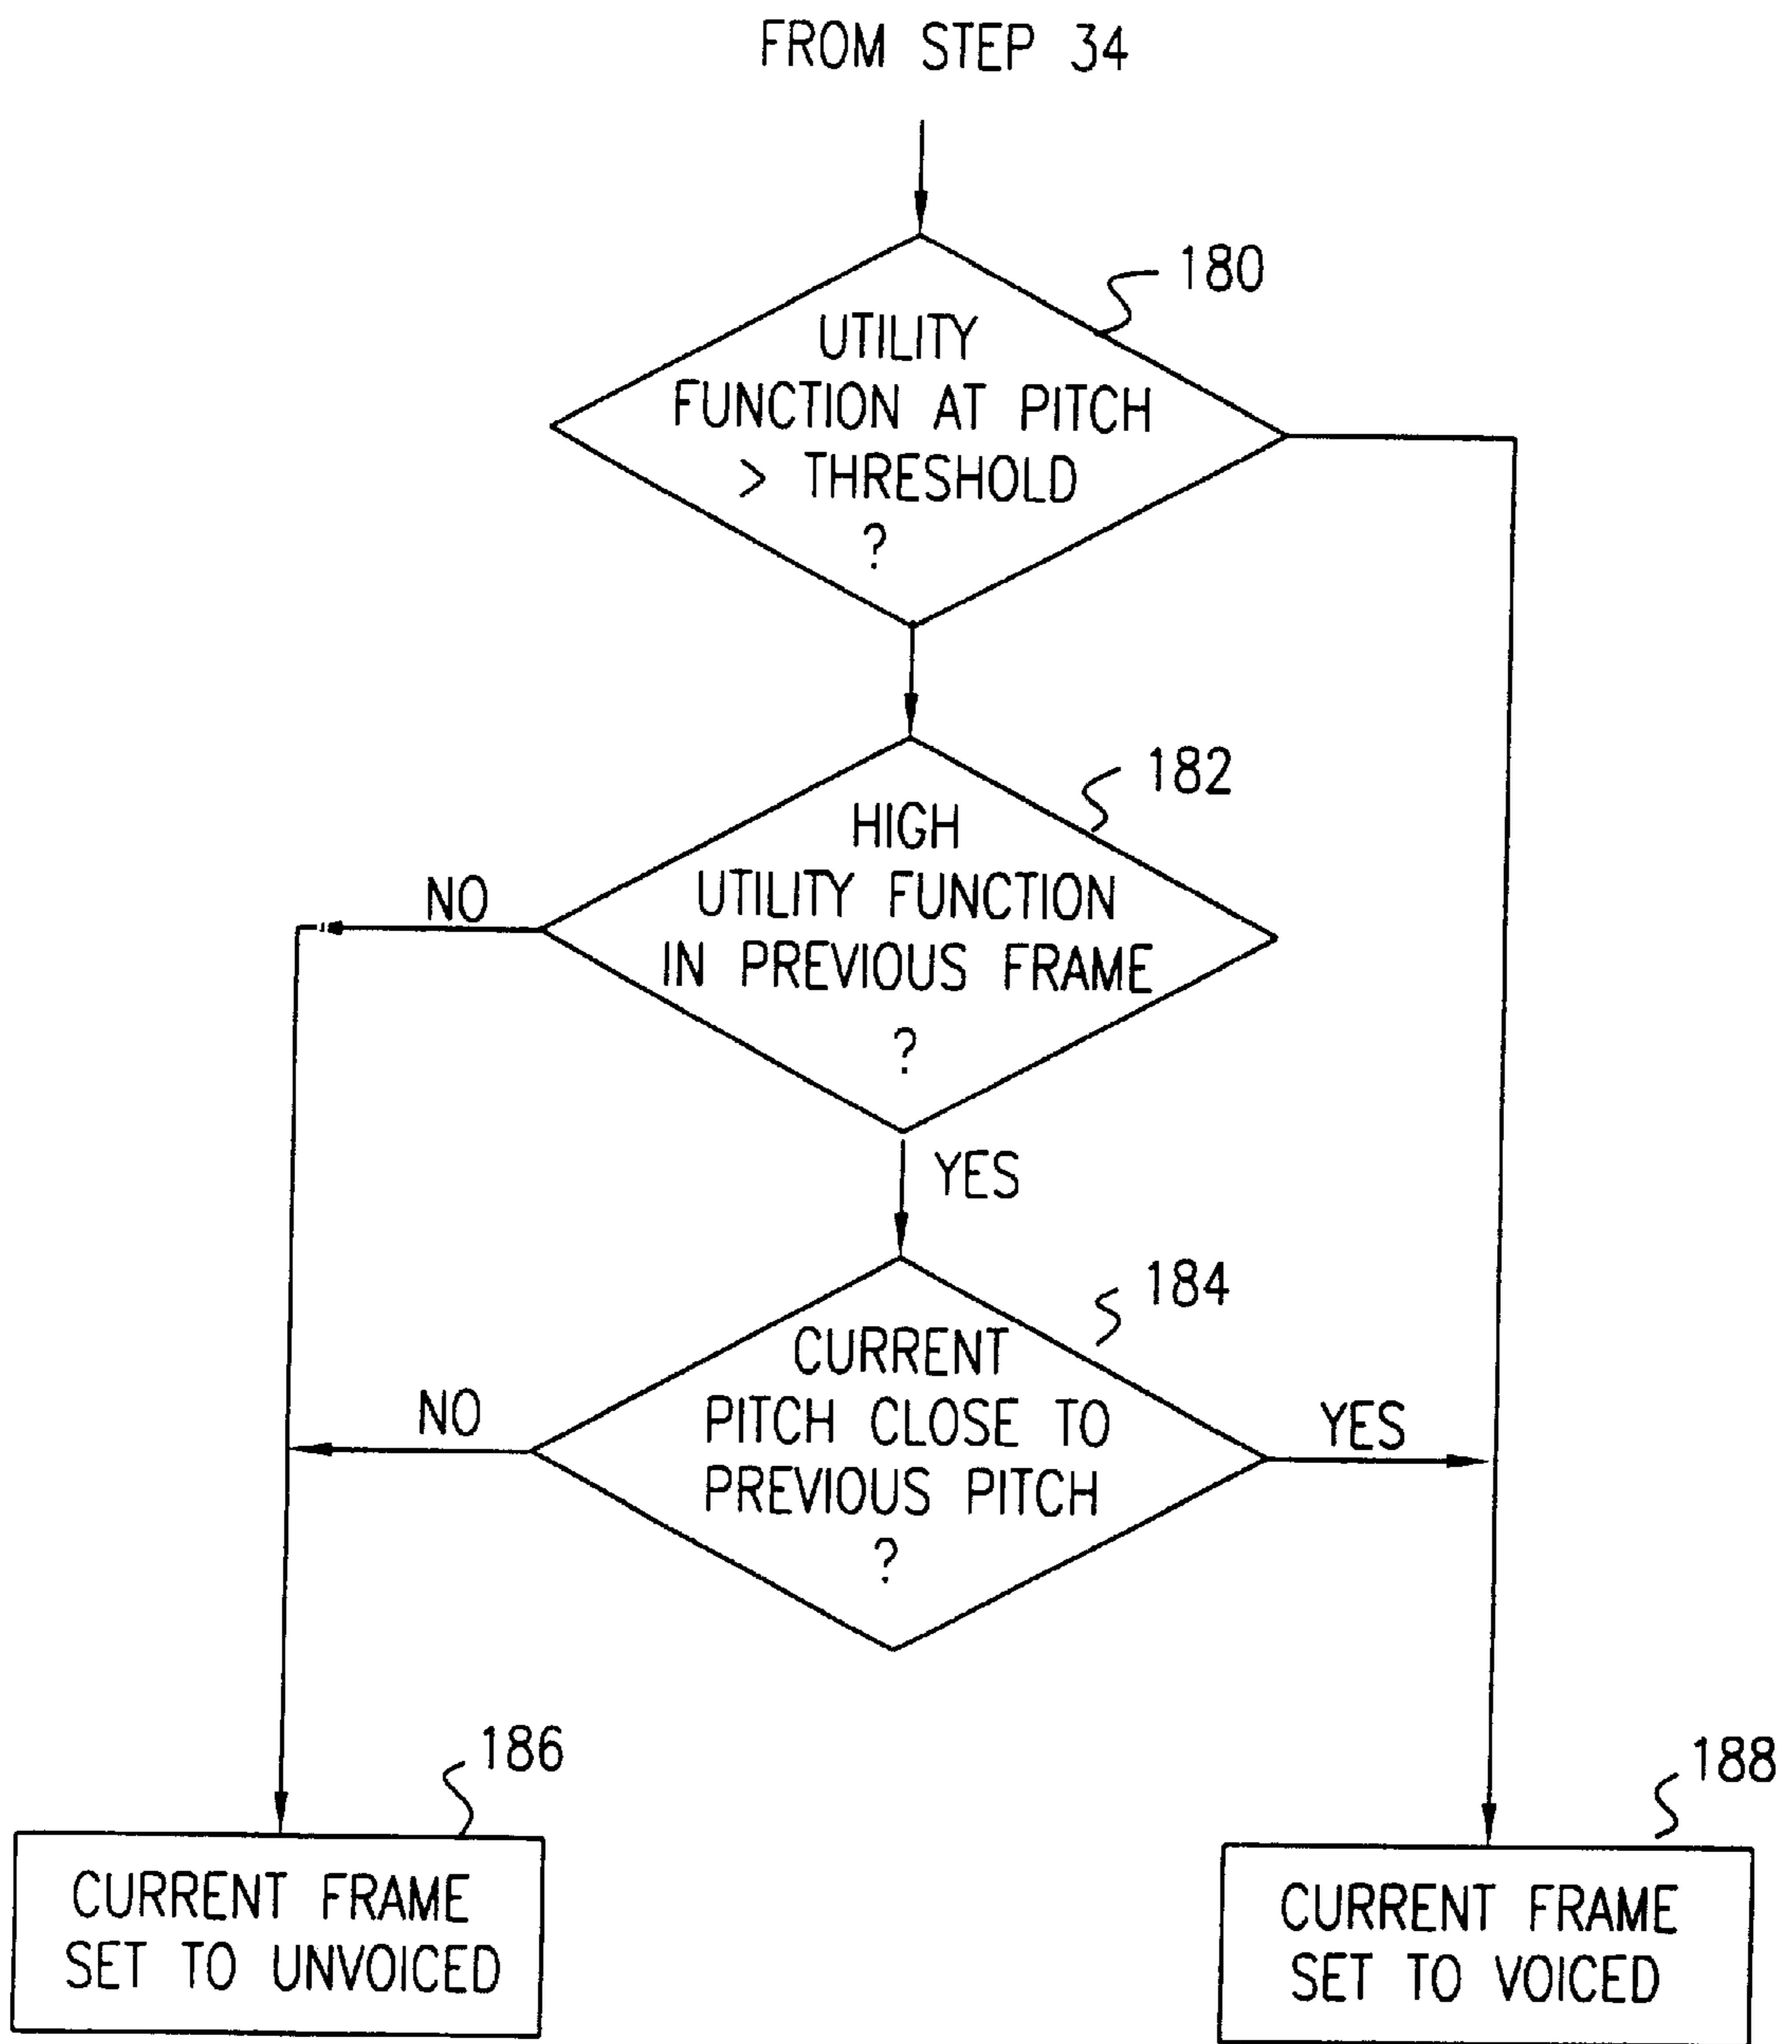 FROM STEP 34
180
UTILITY
FUNCTION AT PITCH
> THRESHOLD
?
182
HIGH
UTILITY FUNCTION
IN PREVIOUS FRAME
?
NO
YES
184
CURRENT
PITCH CLOSE TO
PREVIOUS PITCH
?
NO
YES
186
CURRENT FRAME
SET TO UNVOICED
188
CURRENT FRAME
SET TO VOICED